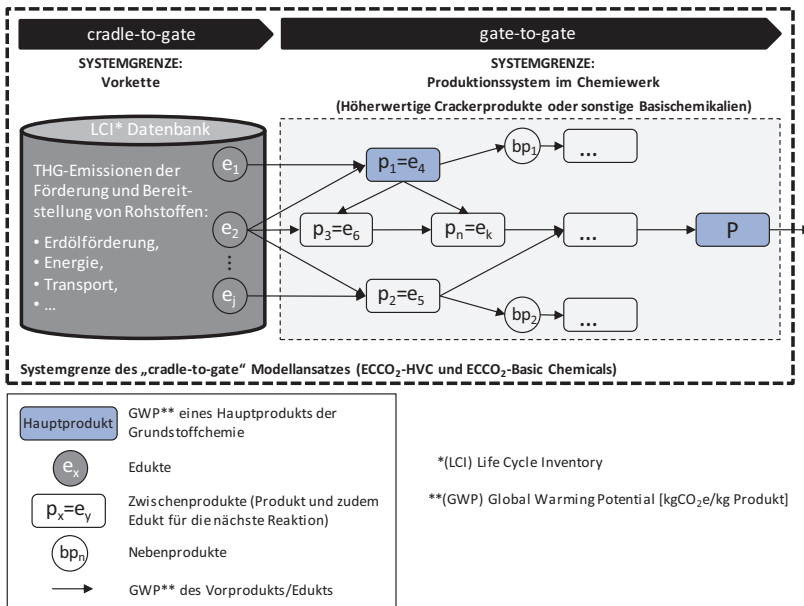 cradle-to-gate
gate-to-gate
SYSTEMGRENZE:
Vorkette
SYSTEMGRENZE:
Produktionssystem im Chemiewerk
(Höherwertige Crackerprodukte oder sonstige Basischemikalien)
LCI* Datenbank
THG-Emissionen der
Förderung und Bereit-
stellung von Rohstoffen:
• Erdölförderung,
• Energie,
• Transport,
• ...
e₁
e₂
⋮
eⱼ
p₁=e₄
bp₁
...
p₃=e₆
pₙ=eₖ
...
P
p₂=e₅
bp₂
...
Systemgrenze des „cradle-to-gate“ Modellansatzes (ECCO₂-HVC und ECCO₂-Basic Chemicals)
Hauptprodukt
GWP** eines Hauptprodukts der
Grundstoffchemie
eₓ
Edukte
pₓ=e_y
Zwischenprodukte (Produkt und zudem
Edukt für die nächste Reaktion)
bpₙ
Nebenprodukte
GWP** des Vorprodukts/Edukts
*(LCI) Life Cycle Inventory
**(GWP) Global Warming Potential [kgCO₂e/kg Produkt]